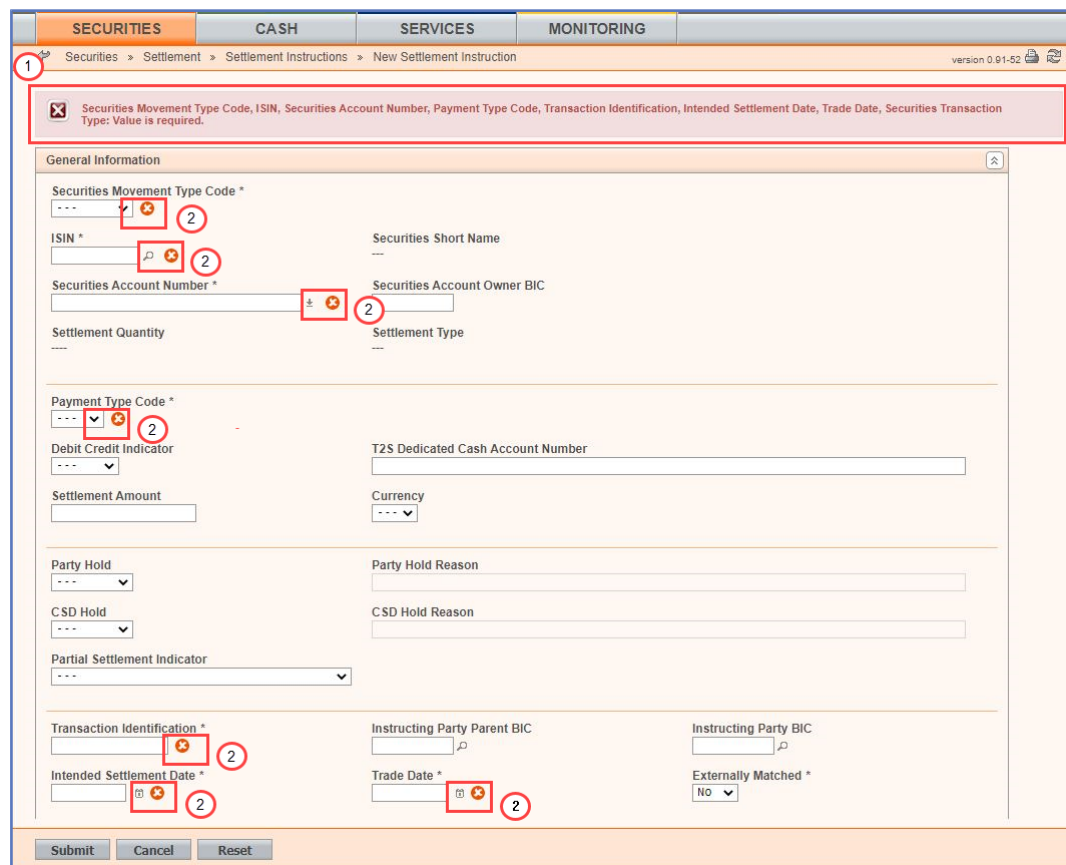 SECURITIES CASH SERVICES MONITORING
1 Securities » Settlement » Settlement Instructions » New Settlement Instruction version 0.91-52
Securities Movement Type Code, ISIN, Securities Account Number, Payment Type Code, Transaction Identification, Intended Settlement Date, Trade Date, Securities Transaction
Type: Value is required.
General Information
Securities Movement Type Code *
--- 2
ISIN * Securities Short Name
2 ---
Securities Account Number * Securities Account Owner BIC
2
Settlement Quantity Settlement Type
---- ---
Payment Type Code *
--- 2
Debit Credit Indicator T2S Dedicated Cash Account Number
---
Settlement Amount Currency
---
Party Hold Party Hold Reason
---
CSD Hold CSD Hold Reason
---
Partial Settlement Indicator
---
Transaction Identification * Instructing Party Parent BIC Instructing Party BIC
2
Intended Settlement Date * Trade Date * Externally Matched *
2 2 No
Submit Cancel Reset